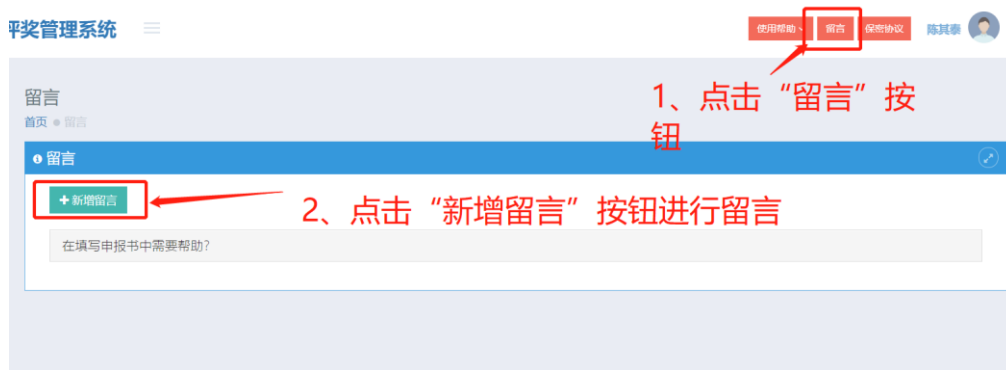 评奖管理系统
使用帮助 留言 保密协议 陈其泰
留言
首页 留言
1、点击“留言”按
钮
留言
+ 新增留言
2、点击“新增留言”按钮进行留言
在填写申报书中需要帮助?